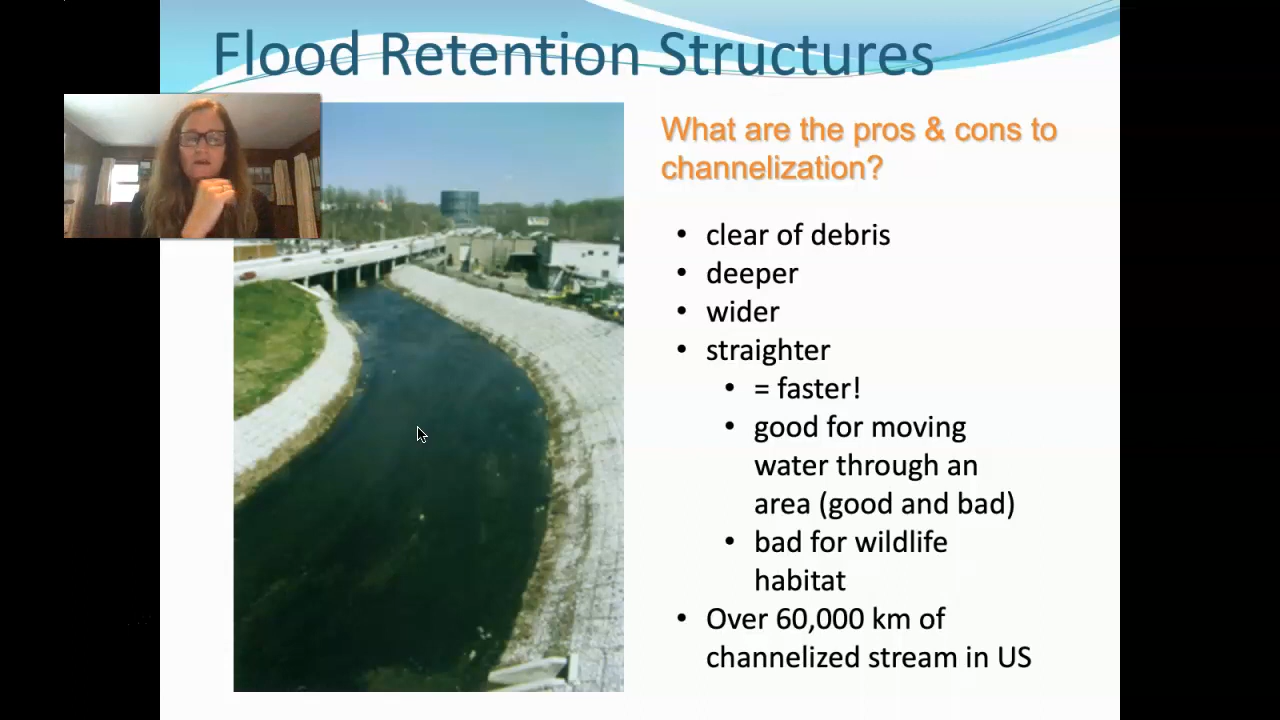 Flood Retention Structures
What are the pros & cons to
channelization?
• clear of debris
• deeper
• wider
• straighter
• = faster!
• good for moving
water through an
area (good and bad)
• bad for wildlife
habitat
• Over 60,000 km of
channelized stream in US